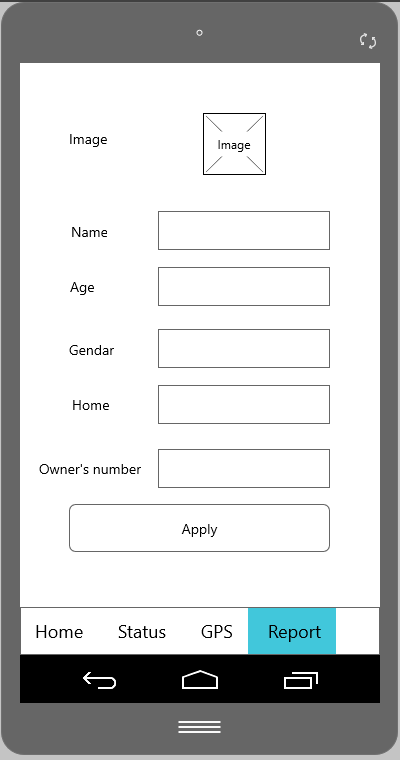 Image
Image
Name
Age
Gendar
Home
Owner's number
Apply
Home Status GPS Report